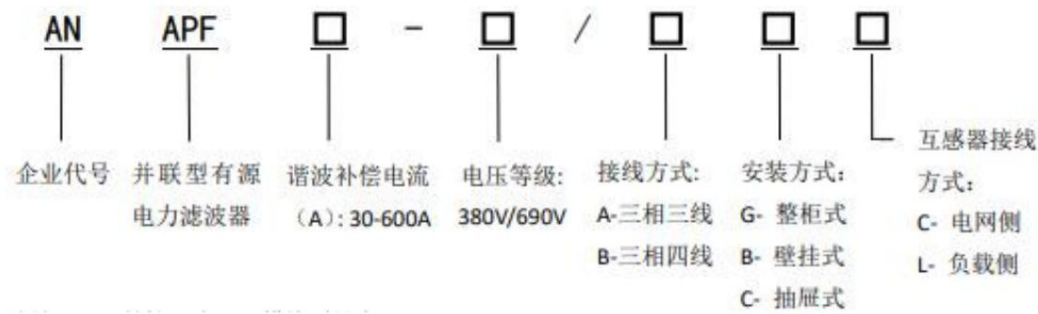 AN APF □ - □ / □ □ □
企业代号
并联型有源
电力滤波器
谐波补偿电流
（A）: 30-600A
电压等级:
380V/690V
接线方式:
A-三相三线
B-三相四线
安装方式：
G- 整柜式
B- 壁挂式
C- 抽屉式
互感器接线
方式：
C- 电网侧
L- 负载侧